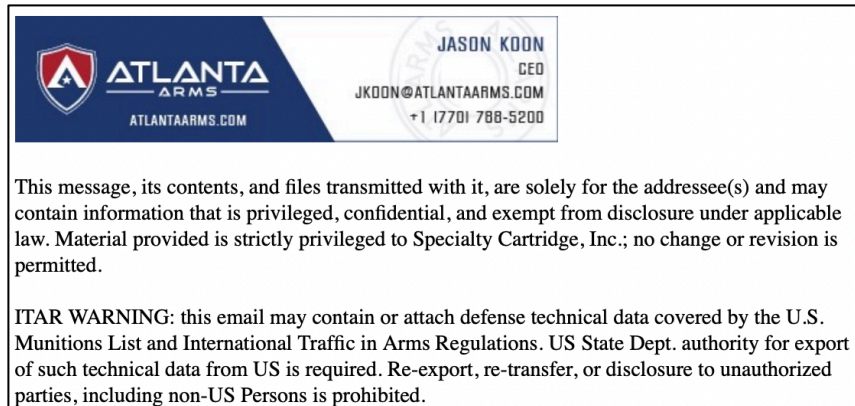 JASON KOON
CEO
JKOON@ATLANTAARMS.COM
+1 (770) 788-5200
ATLANTA
ARMS
ATLANTAARMS.COM
This message, its contents, and files transmitted with it, are solely for the addressee(s) and may
contain information that is privileged, confidential, and exempt from disclosure under applicable
law. Material provided is strictly privileged to Specialty Cartridge, Inc.; no change or revision is
permitted.
ITAR WARNING: this email may contain or attach defense technical data covered by the U.S.
Munitions List and International Traffic in Arms Regulations. US State Dept. authority for export
of such technical data from US is required. Re-export, re-transfer, or disclosure to unauthorized
parties, including non-US Persons is prohibited.